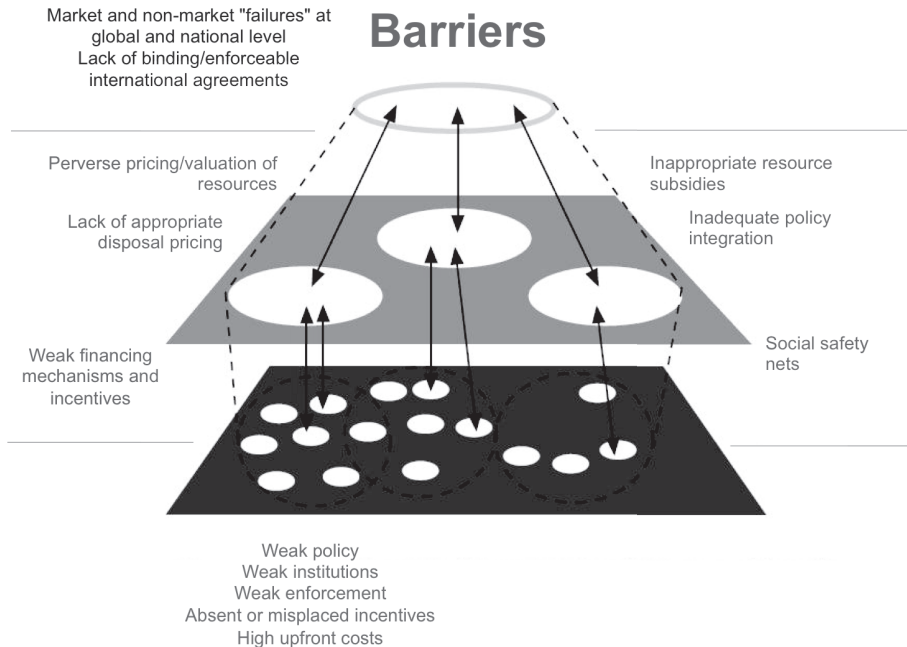 Market and non-market "failures" at
global and national level
Lack of binding/enforceable
international agreements
Barriers
Perverse pricing/valuation of
resources
Inappropriate resource
subsidies
Lack of appropriate
disposal pricing
Inadequate policy
integration
Weak financing
mechanisms and
incentives
Social safety
nets
Weak policy
Weak institutions
Weak enforcement
Absent or misplaced incentives
High upfront costs